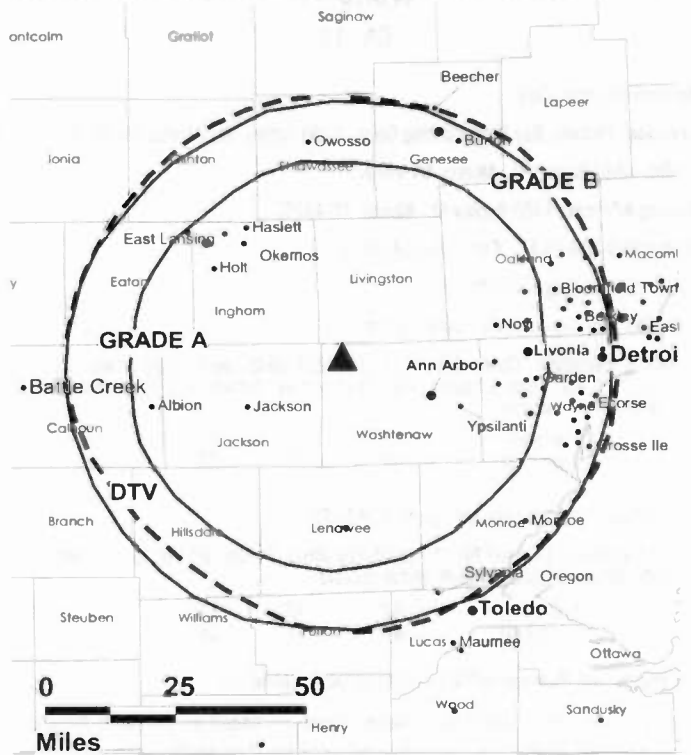 Saginaw
ontcolm
Gratiot
Beecher
Lapeer
Owosso
Burton
Ionia
Clinton
Shiawassee
Genesee
GRADE B
Haslett
East Lansing
Okemos
Oakland
Macoml
Holt
y
Eaton
Livingston
Bloomfield Town
Ingham
Berkley
East
Novi
GRADE A
Livonia
Detroi
Ann Arbor
Battle Creek
Garden
Albion
Jackson
Wayne
Ecorse
Calhoun
Ypsilanti
Jackson
Washtenaw
Grosse Ile
DTV
Branch
Hillsdale
Lenawee
Monroe
Monroe
Sylvania
Oregon
Steuben
Williams
Fulton
Toledo
Lucas
Maumee
Ottawa
0 25 50
Wood
Sandusky
Henry
Miles